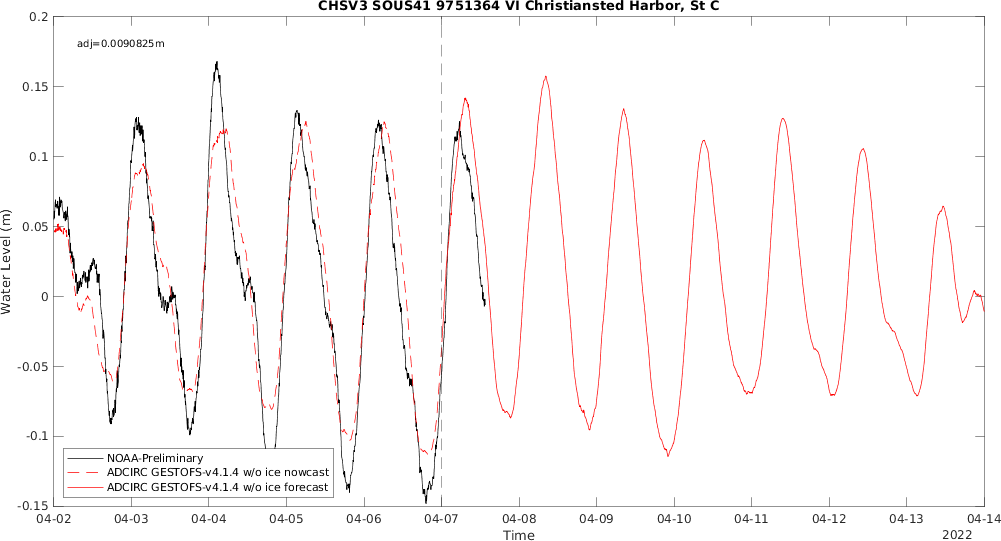 CHSV3 SOUS41 9751364 VI Christiansted Harbor, St C
adj=0.0090825m
0.2
0.15
0.1
0.05
0
-0.05
-0.1
-0.15
Water Level (m)
NOAA-Preliminary
ADCIRC GESTOFS-v4.1.4 w/o ice nowcast
ADCIRC GESTOFS-v4.1.4 w/o ice forecast
04-02 04-03 04-04 04-05 04-06 04-07 04-08 04-09 04-10 04-11 04-12 04-13 04-14
Time
2022